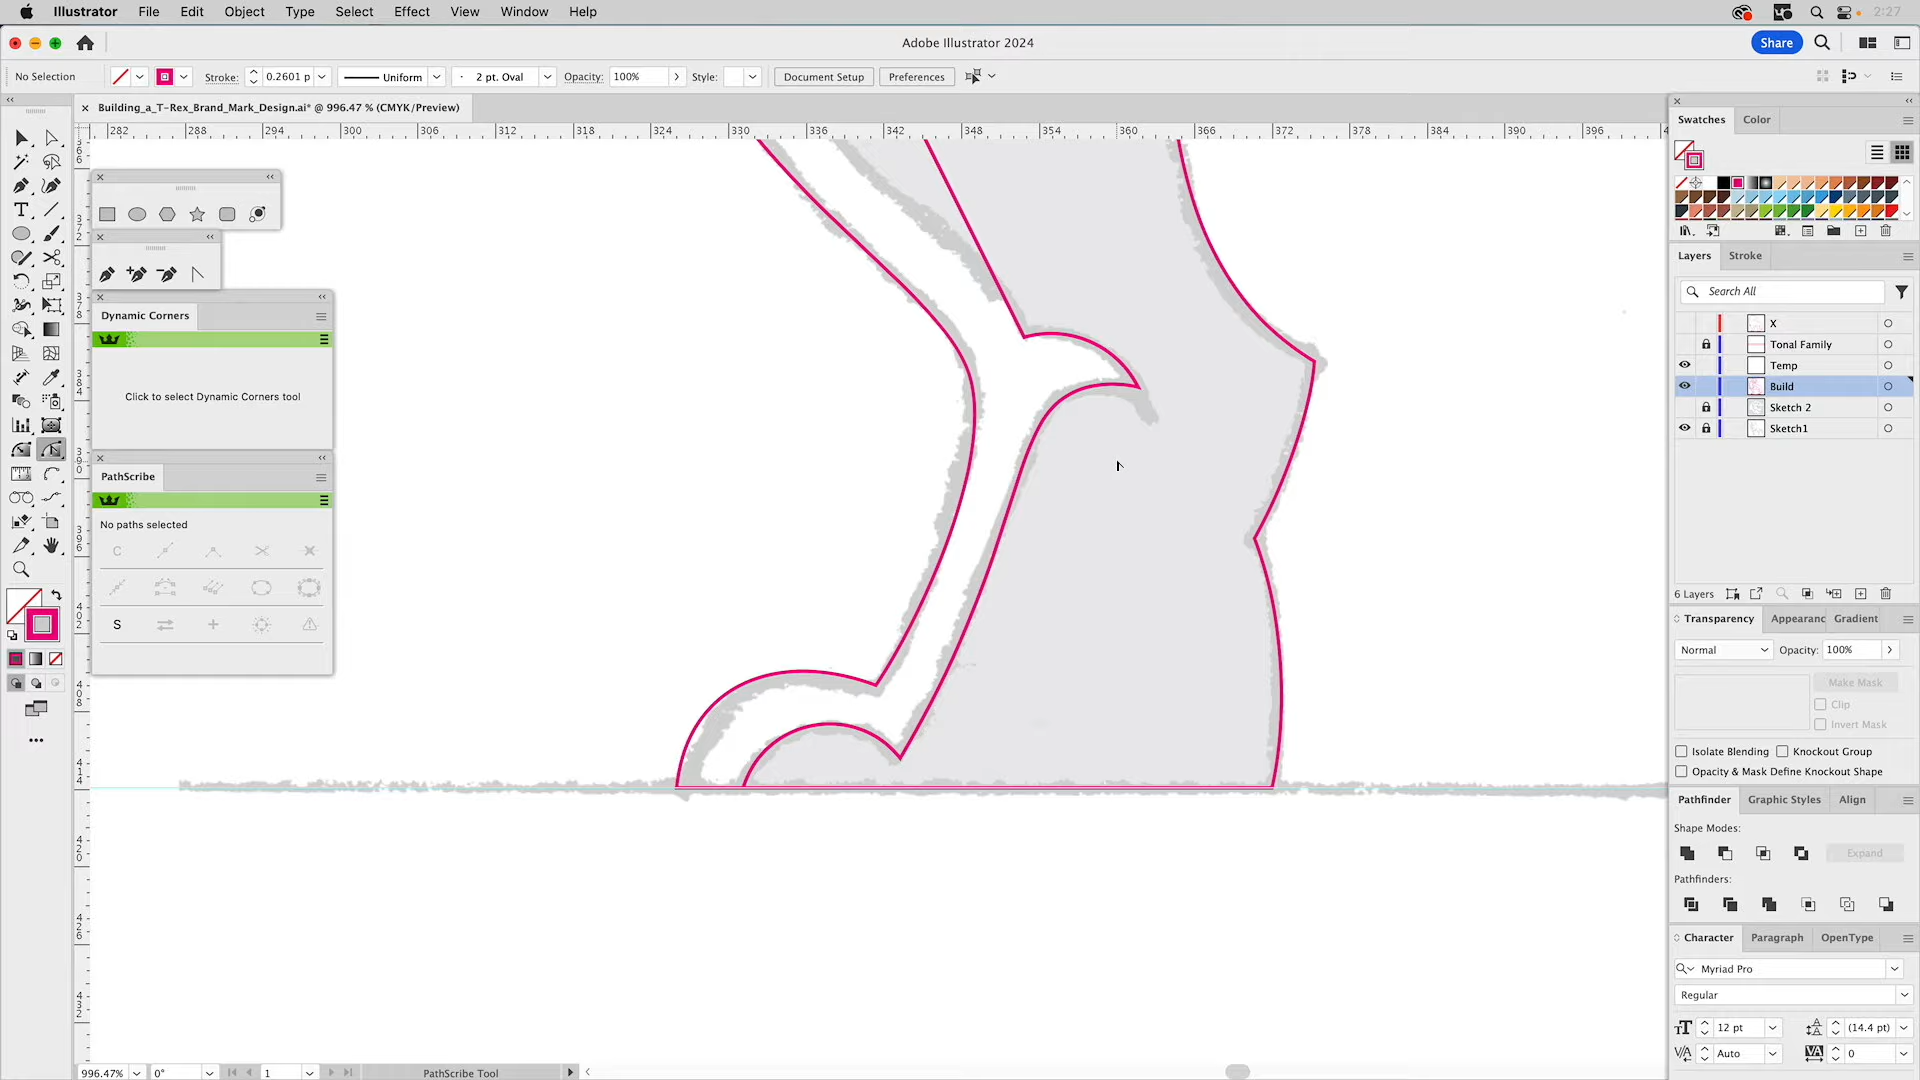 Illustrator File Edit Object Type Select Effect View Window Help 2:27
Adobe Illustrator 2024
Share
No Selection Stroke: 0.2601 p Uniform 2 pt. Oval Opacity: 100% Style: Document Setup Preferences
Building_a_T-Rex_Brand_Mark_Design.ai* @ 996.47 % (CMYK/Preview)
282 288 294 300 306 312 318 324 330 336 342 348 354 360 366 372 378 384 390 396
Dynamic Corners
Click to select Dynamic Corners tool
PathScribe
No paths selected
C
S
Swatches Color
Layers Stroke
Search All
X
Tonal Family
Temp
Build
Sketch 2
Sketch1
6 Layers
Transparency Appearanc Gradient
Normal Opacity: 100%
Make Mask
Clip
Invert Mask
Isolate Blending Knockout Group
Opacity & Mask Define Knockout Shape
Pathfinder Graphic Styles Align
Shape Modes:
Expand
Pathfinders:
Character Paragraph OpenType
Myriad Pro
Regular
12 pt (14.4 pt)
Auto 0
996.47% 0° 1 PathScribe Tool